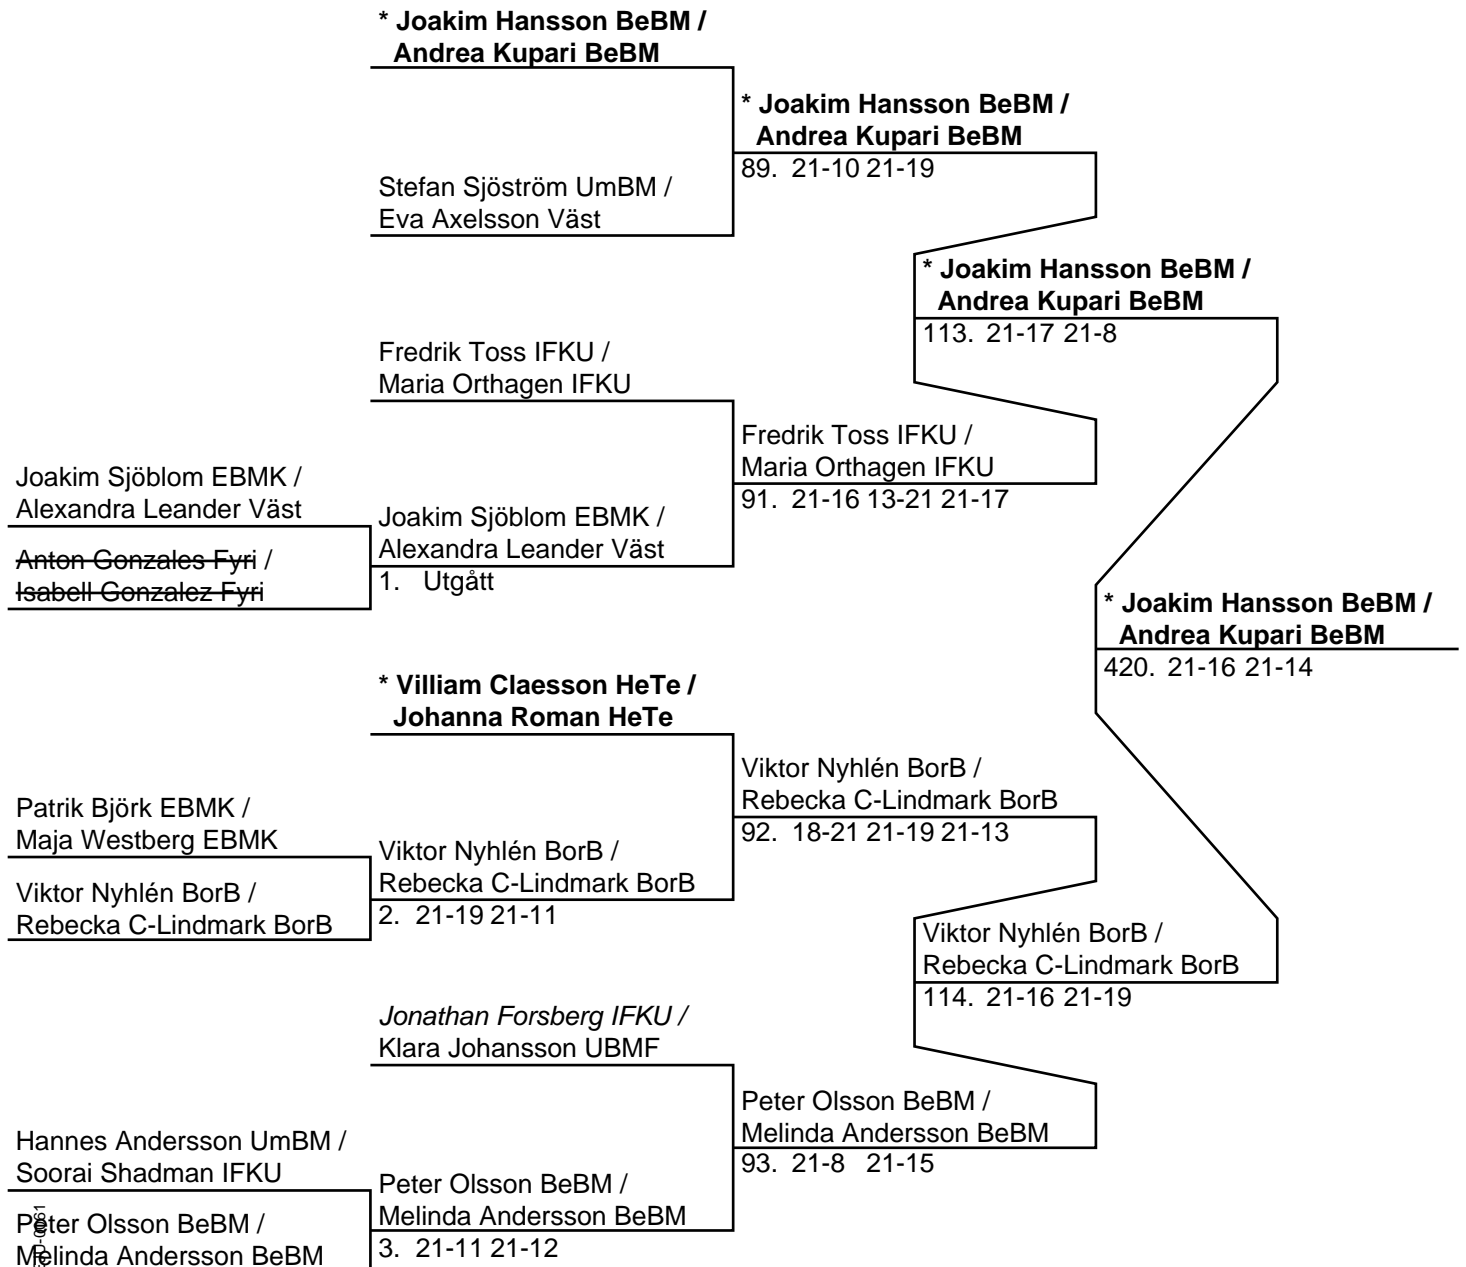 * Joakim Hansson BeBM /
Andrea Kupari BeBM
* Joakim Hansson BeBM /
Andrea Kupari BeBM
89. 21-10 21-19
Stefan Sjöström UmBM /
Eva Axelsson Väst
* Joakim Hansson BeBM /
Andrea Kupari BeBM
113. 21-17 21-8
Fredrik Toss IFKU /
Maria Orthagen IFKU
Fredrik Toss IFKU /
Maria Orthagen IFKU
91. 21-16 13-21 21-17
Joakim Sjöblom EBMK /
Alexandra Leander Väst
Joakim Sjöblom EBMK /
Alexandra Leander Väst
1. Utgått
Anton Gonzales Fyri /
Isabell Gonzalez Fyri
* Joakim Hansson BeBM /
Andrea Kupari BeBM
420. 21-16 21-14
* Villiam Claesson HeTe /
Johanna Roman HeTe
Viktor Nyhlén BorB /
Rebecka C-Lindmark BorB
92. 18-21 21-19 21-13
Patrik Björk EBMK /
Maja Westberg EBMK
Viktor Nyhlén BorB /
Rebecka C-Lindmark BorB
2. 21-19 21-11
Viktor Nyhlén BorB /
Rebecka C-Lindmark BorB
Viktor Nyhlén BorB /
Rebecka C-Lindmark BorB
114. 21-16 21-19
Jonathan Forsberg IFKU /
Klara Johansson UBMF
Peter Olsson BeBM /
Melinda Andersson BeBM
93. 21-8 21-15
Hannes Andersson UmBM /
Soorai Shadman IFKU
Peter Olsson BeBM /
Melinda Andersson BeBM
3. 21-11 21-12
Peter Olsson BeBM /
Melinda Andersson BeBM